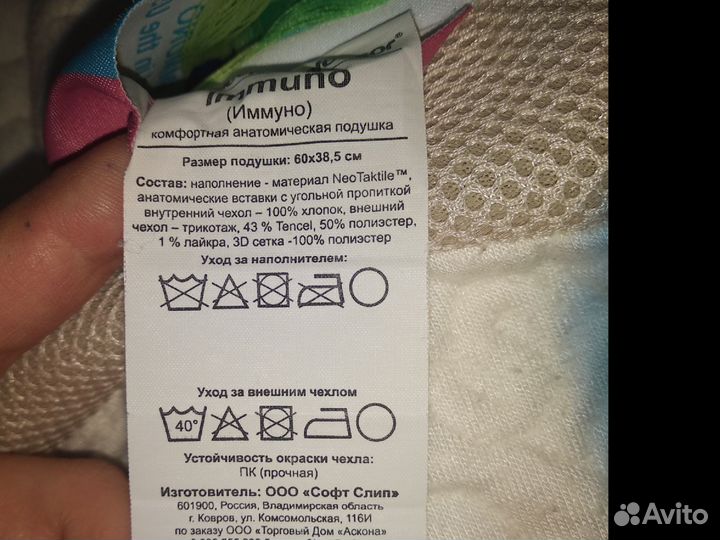 in the U
immuno
(Иммуно)
комфортная анатомическая подушка
Размер подушки: 60х38,5 см
Состав: наполнение - материал NeoTaktile™,
анатомические вставки с угольной пропиткой
внутренний чехол – 100% хлопок, внешний
чехол – трикотаж, 43 % Tencel, 50% полиэстер,
1 % лайкра, 3D сетка -100% полиэстер
Уход за наполнителем:
Уход за внешним чехлом
40°
Устойчивость окраски чехла:
ПК (прочная)
Изготовитель: ООО «Софт Слип»
601900, Россия, Владимирская область
г. Ковров, ул. Комсомольская, 116И
по заказу ООО «Торговый Дом «Аскона»
Avito